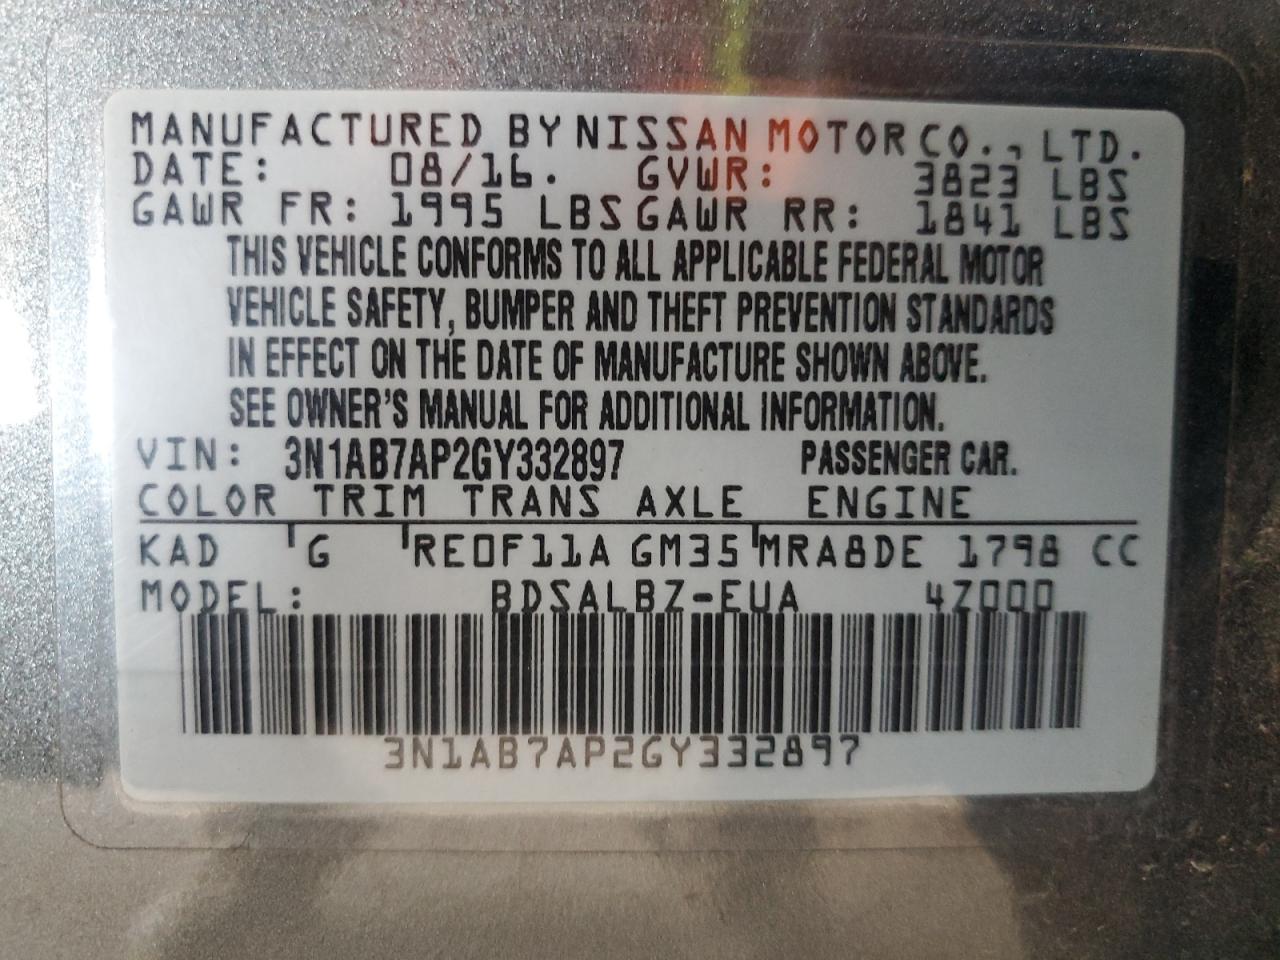 MANUFACTURED BY NISSAN MOTOR CO., LTD.
DATE: 08/16. GVWR: 3823 LBS
GAWR FR: 1995 LBS GAWR RR: 1841 LBS
THIS VEHICLE CONFORMS TO ALL APPLICABLE FEDERAL MOTOR
VEHICLE SAFETY, BUMPER AND THEFT PREVENTION STANDARDS
IN EFFECT ON THE DATE OF MANUFACTURE SHOWN ABOVE.
SEE OWNER'S MANUAL FOR ADDITIONAL INFORMATION.
VIN: 3N1AB7AP2GY332897 PASSENGER CAR.
COLOR TRIM TRANS AXLE ENGINE
KAD G RE0F11A GM35 MRA8DE 1798 CC
MODEL: BDSALBZ-EUA 4Z000
3N1AB7AP2GY332897